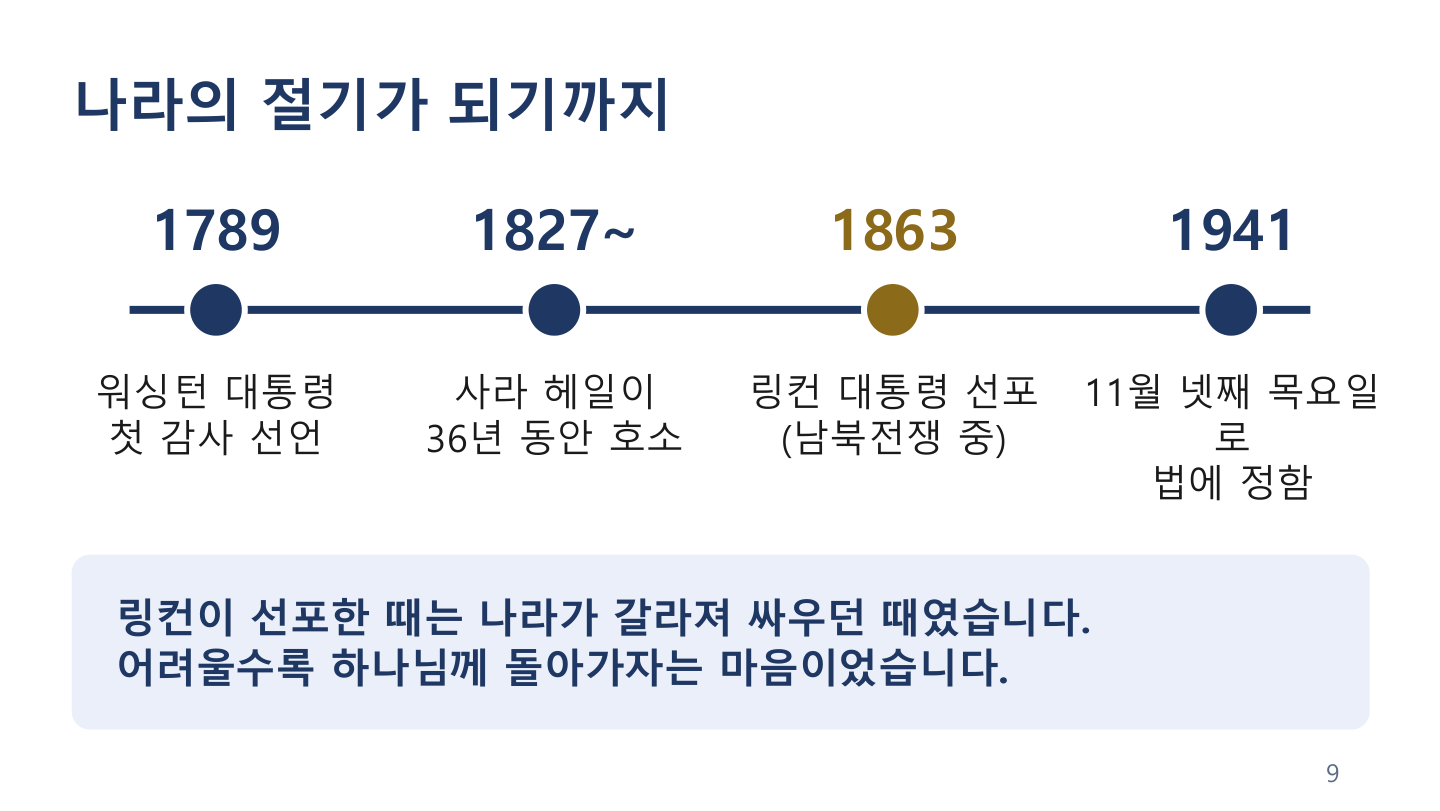 나라의 절기가 되기까지
1789
1827~
1863
1941
워싱턴 대통령
첫 감사 선언
사라 헤일이
36년 동안 호소
링컨 대통령 선포
(남북전쟁 중)
11월 넷째 목요일
로
법에 정함
링컨이 선포한 때는 나라가 갈라져 싸우던 때였습니다.
어려울수록 하나님께 돌아가자는 마음이었습니다.
9